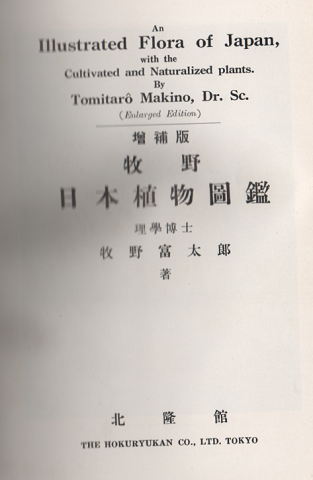 An
Illustrated Flora of Japan,
with the
Cultivated and Naturalized plants.
By
Tomitarô Makino, Dr. Sc.
(Enlarged Edition)
增補版
牧野
日本植物圖鑑
理學博士
牧野富太郎
著
北隆館
THE HOKURYUKAN CO., LTD. TOKYO